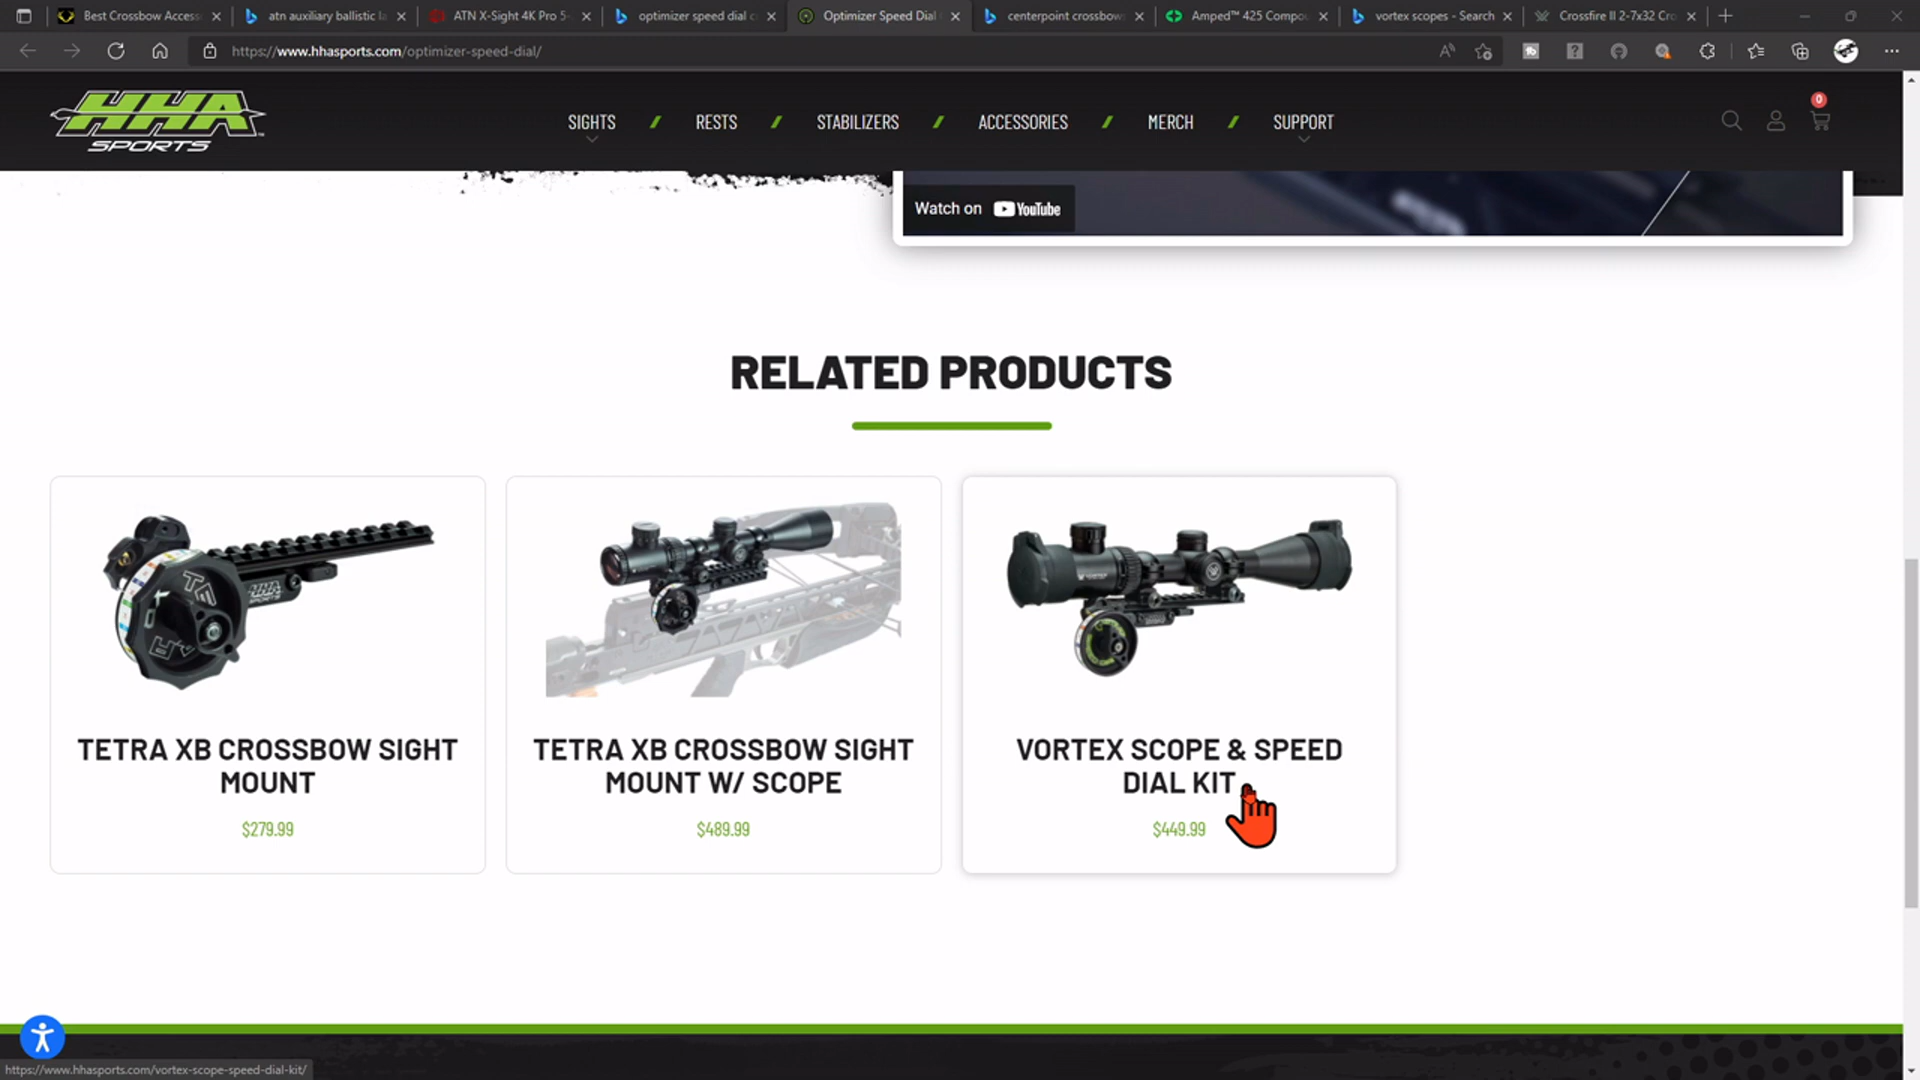 Best Crossbow Access
atn auxiliary ballistic la
ATN X-Sight 4K Pro 5-
optimizer speed dial c
Optimizer Speed Dial
centerpoint crossbow
Amped™ 425 Compou
vortex scopes - Search
Crossfire II 2-7x32 Cro
https://www.hhasports.com/optimizer-speed-dial/
HHA
SPORTS
SIGHTS
RESTS
STABILIZERS
ACCESSORIES
MERCH
SUPPORT
0
Watch on YouTube
RELATED PRODUCTS
TETRA XB CROSSBOW SIGHT
MOUNT
$279.99
TETRA XB CROSSBOW SIGHT
MOUNT W/ SCOPE
$489.99
VORTEX SCOPE & SPEED
DIAL KIT
$449.99
https://www.hhasports.com/vortex-scope-speed-dial-kit/